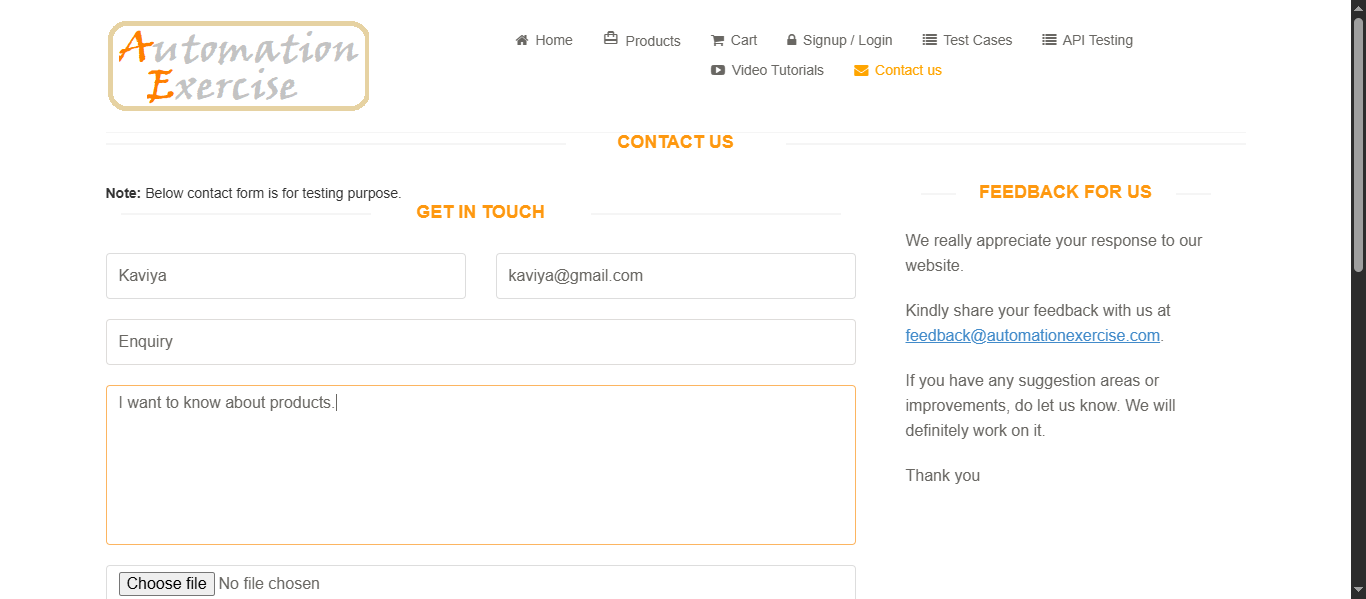 Automation
Exercise
Home Products Cart Signup / Login Test Cases API Testing
Video Tutorials Contact us
CONTACT US
Note: Below contact form is for testing purpose.
GET IN TOUCH
Kaviya
kaviya@gmail.com
Enquiry
I want to know about products.
Choose file No file chosen
FEEDBACK FOR US
We really appreciate your response to our
website.
Kindly share your feedback with us at
feedback@automationexercise.com.
If you have any suggestion areas or
improvements, do let us know. We will
definitely work on it.
Thank you